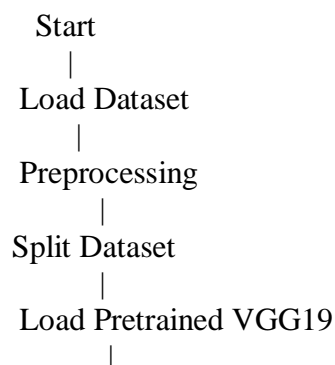 Start
|
Load Dataset
|
Preprocessing
|
Split Dataset
|
Load Pretrained VGG19
|